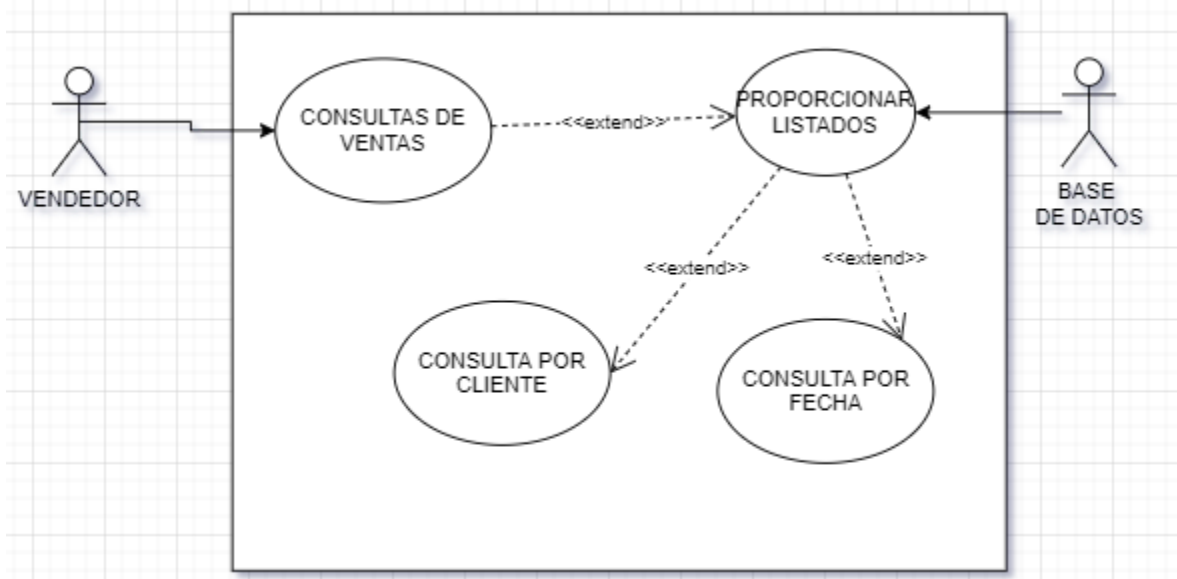 VENDEDOR
CONSULTAS DE
VENTAS
<<extend>>
PROPORCIONAR
LISTADOS
BASE
DE DATOS
<<extend>>
<<extend>>
CONSULTA POR
CLIENTE
CONSULTA POR
FECHA